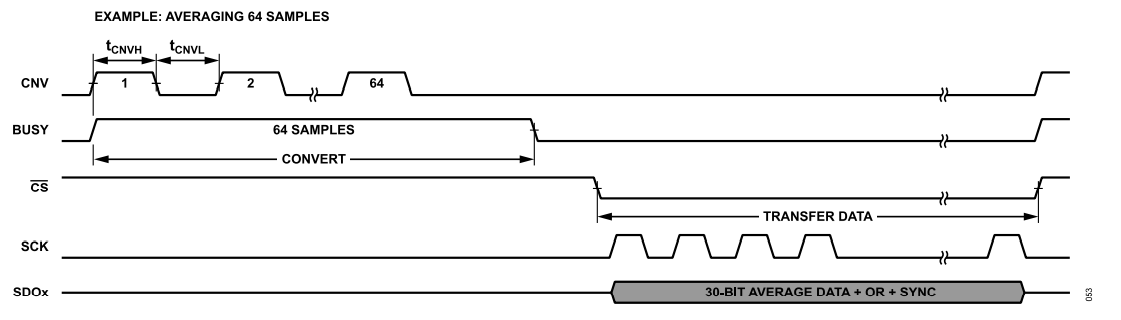 EXAMPLE: AVERAGING 64 SAMPLES
tCNVH tCNVL
CNV 1 2 64
BUSY 64 SAMPLES
CONVERT
CS
TRANSFER DATA
SCK
SDOx 30-BIT AVERAGE DATA + OR + SYNC
053